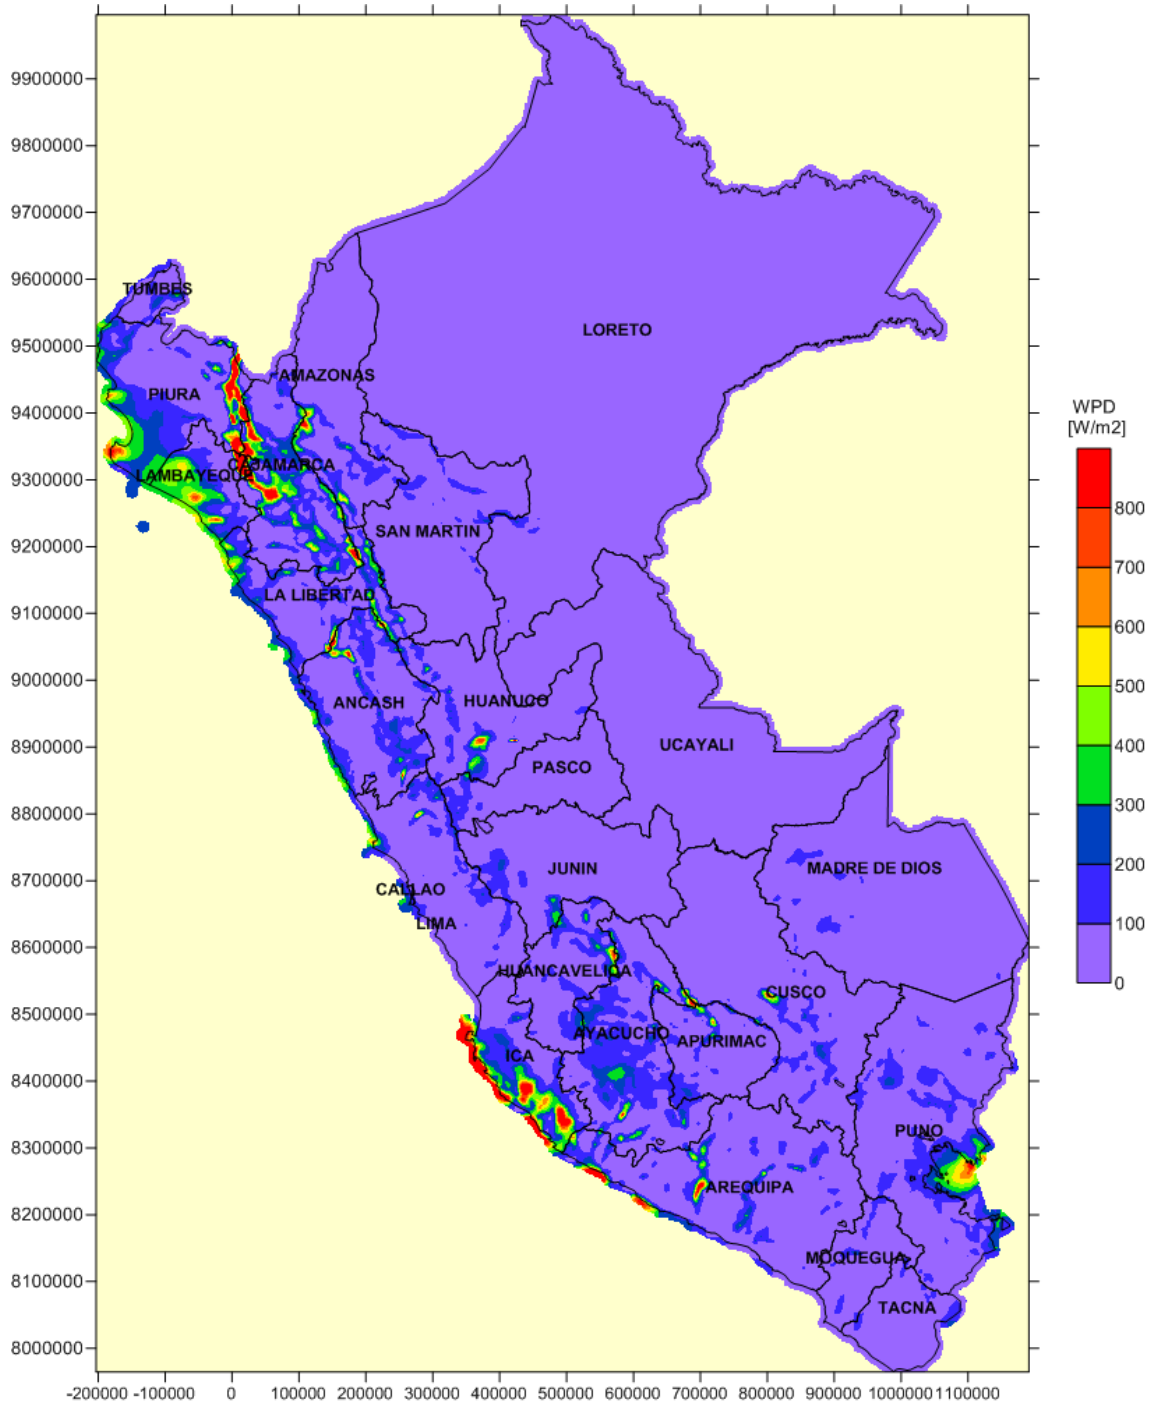 9900000
9800000
9700000
9600000
TUMBES
LORETO
9500000
AMAZONAS
PIURA
9400000
WPD
[W/m2]
CAJAMARCA
LAMBAYEQUE
9300000
800
SAN MARTIN
9200000
700
LA LIBERTAD
9100000
600
9000000
500
ANCASH
HUANUCO
8900000
400
UCAYALI
PASCO
8800000
300
JUNIN
MADRE DE DIOS
8700000
200
CALLAO
LIMA
8600000
100
HUANCAVELICA
0
CUSCO
8500000
AYACUCHO
APURIMAC
ICA
8400000
PUNO
8300000
AREQUIPA
8200000
MOQUEGUA
8100000
TACNA
8000000
-200000 -100000 0 100000 200000 300000 400000 500000 600000 700000 800000 900000 1000000 1100000